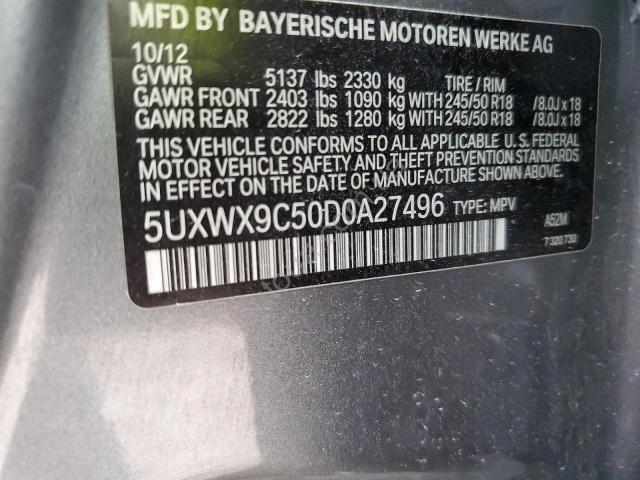 MFD BY BAYERISCHE MOTOREN WERKE AG
10/12
GVWR 5137 lbs 2330 kg TIRE / RIM
GAWR FRONT 2403 lbs 1090 kg WITH 245/50 R18 /8.0J x 18
GAWR REAR 2822 lbs 1280 kg WITH 245/50 R18 /8.0J x 18
THIS VEHICLE CONFORMS TO ALL APPLICABLE U.S. FEDERAL
MOTOR VEHICLE SAFETY AND THEFT PREVENTION STANDARDS
IN EFFECT ON THE DATE OF MANUFACTURE SHOWN ABOVE.
5UXWX9C50D0A27496 TYPE: MPV A52M
7320730